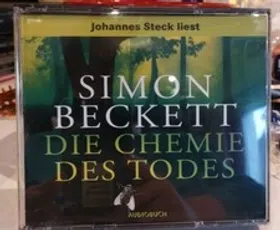 Johannes Steck liest
SIMON
BECKETT
DIE CHEMIE
DES TODES
AUDIOBUCH